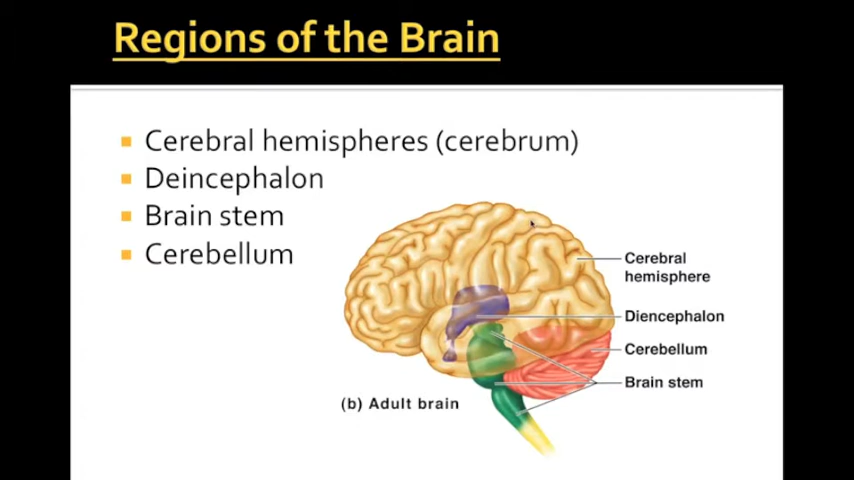 Regions of the Brain
Cerebral hemispheres (cerebrum)
Deincephalon
Brain stem
Cerebellum
Cerebral
hemisphere
Diencephalon
Cerebellum
Brain stem
(b) Adult brain